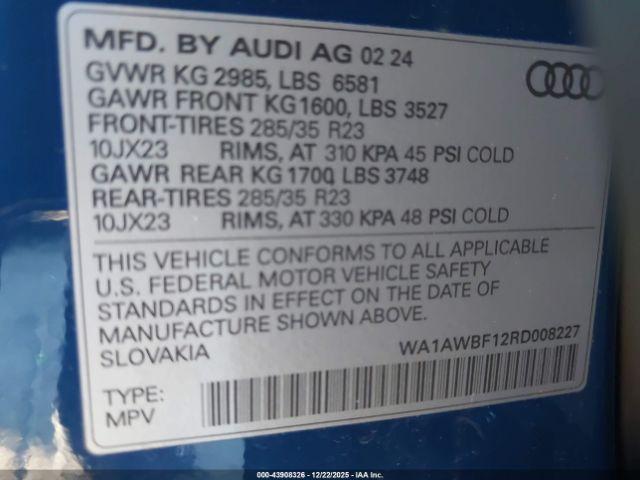 MFD. BY AUDI AG 02 24
GVWR KG 2985, LBS 6581
GAWR FRONT KG1600, LBS 3527
FRONT-TIRES 285/35 R23
10JX23 RIMS, AT 310 KPA 45 PSI COLD
GAWR REAR KG 1700, LBS 3748
REAR-TIRES 285/35 R23
10JX23 RIMS, AT 330 KPA 48 PSI COLD
THIS VEHICLE CONFORMS TO ALL APPLICABLE
U.S. FEDERAL MOTOR VEHICLE SAFETY
STANDARDS IN EFFECT ON THE DATE OF
MANUFACTURE SHOWN ABOVE.
SLOVAKIA WA1AWBF12RD008227
TYPE:
MPV
000-43908326 - 12/22/2025 - IAA Inc.